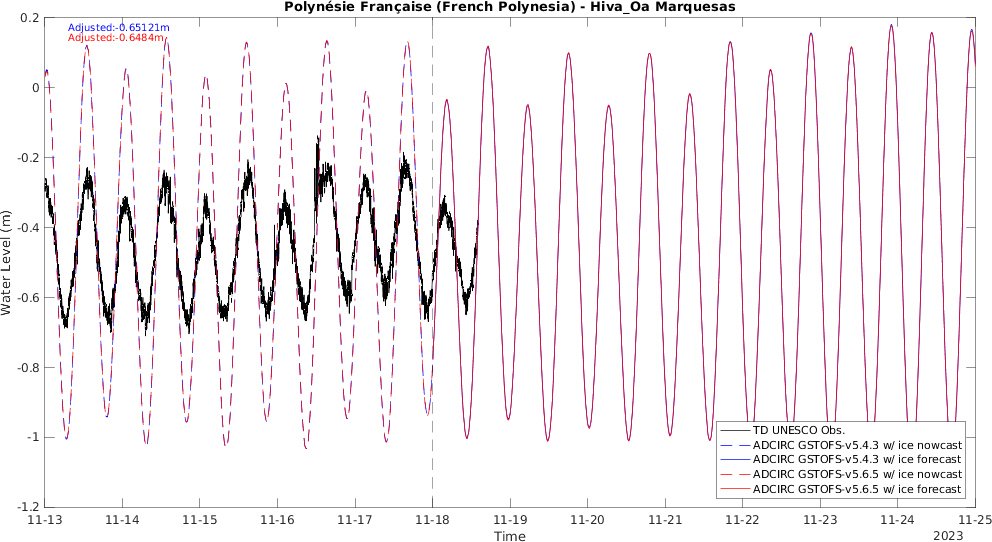 Polynésie Française (French Polynesia) - Hiva_Oa Marquesas
Adjusted:-0.65121m
Adjusted:-0.6484m
0.2
0
-0.2
-0.4
-0.6
-0.8
-1
-1.2
Water Level (m)
TD UNESCO Obs.
ADCIRC GSTOFS-v5.4.3 w/ ice nowcast
ADCIRC GSTOFS-v5.4.3 w/ ice forecast
ADCIRC GSTOFS-v5.6.5 w/ ice nowcast
ADCIRC GSTOFS-v5.6.5 w/ ice forecast
11-13 11-14 11-15 11-16 11-17 11-18 11-19 11-20 11-21 11-22 11-23 11-24 11-25
Time
2023